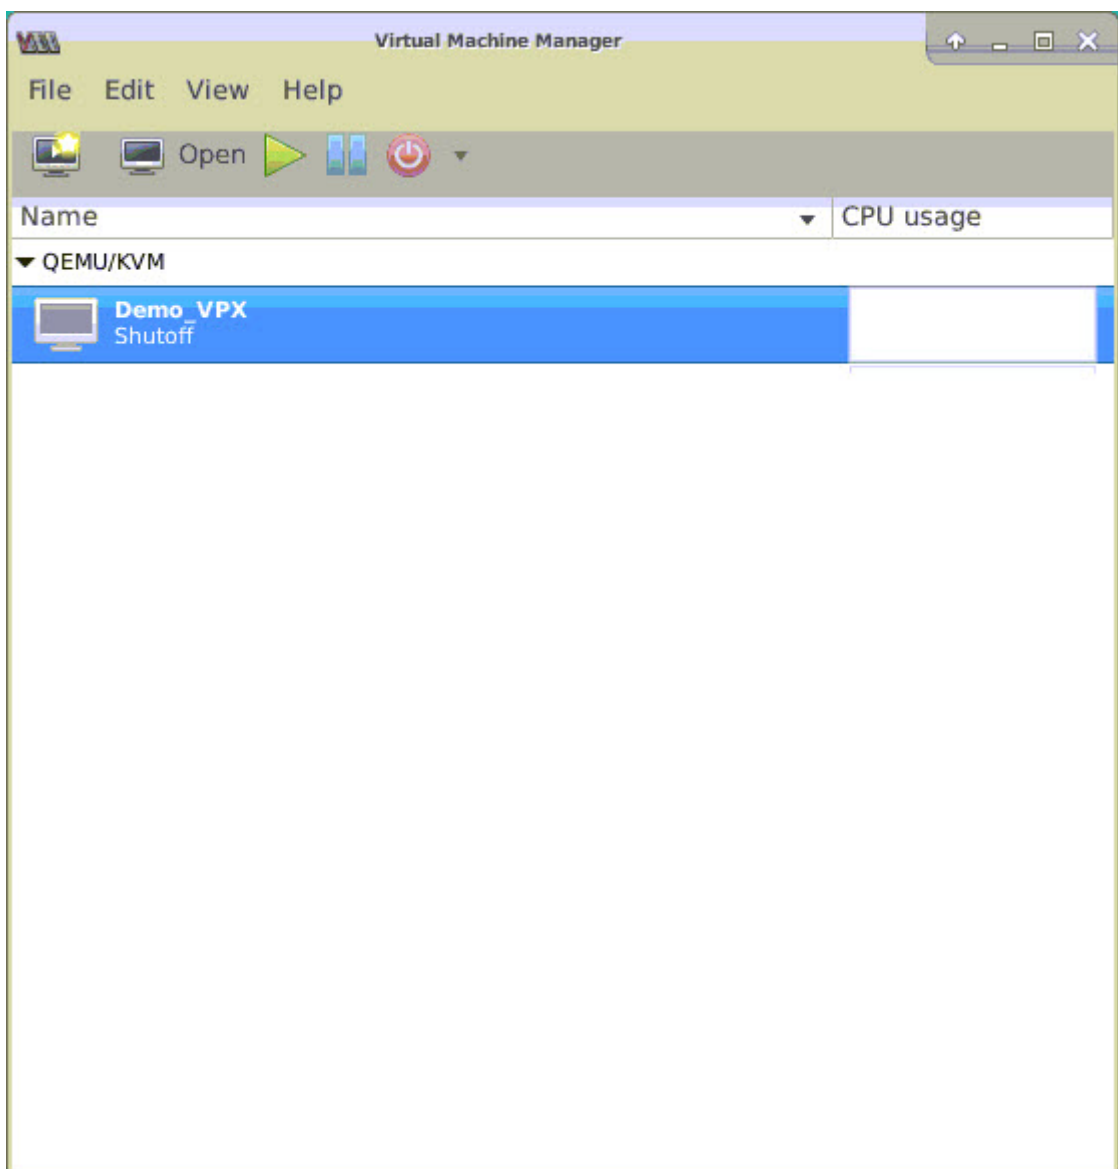 Virtual Machine Manager
File Edit View Help
Open
Name CPU usage
QEMU/KVM
Demo_VPX
Shutoff